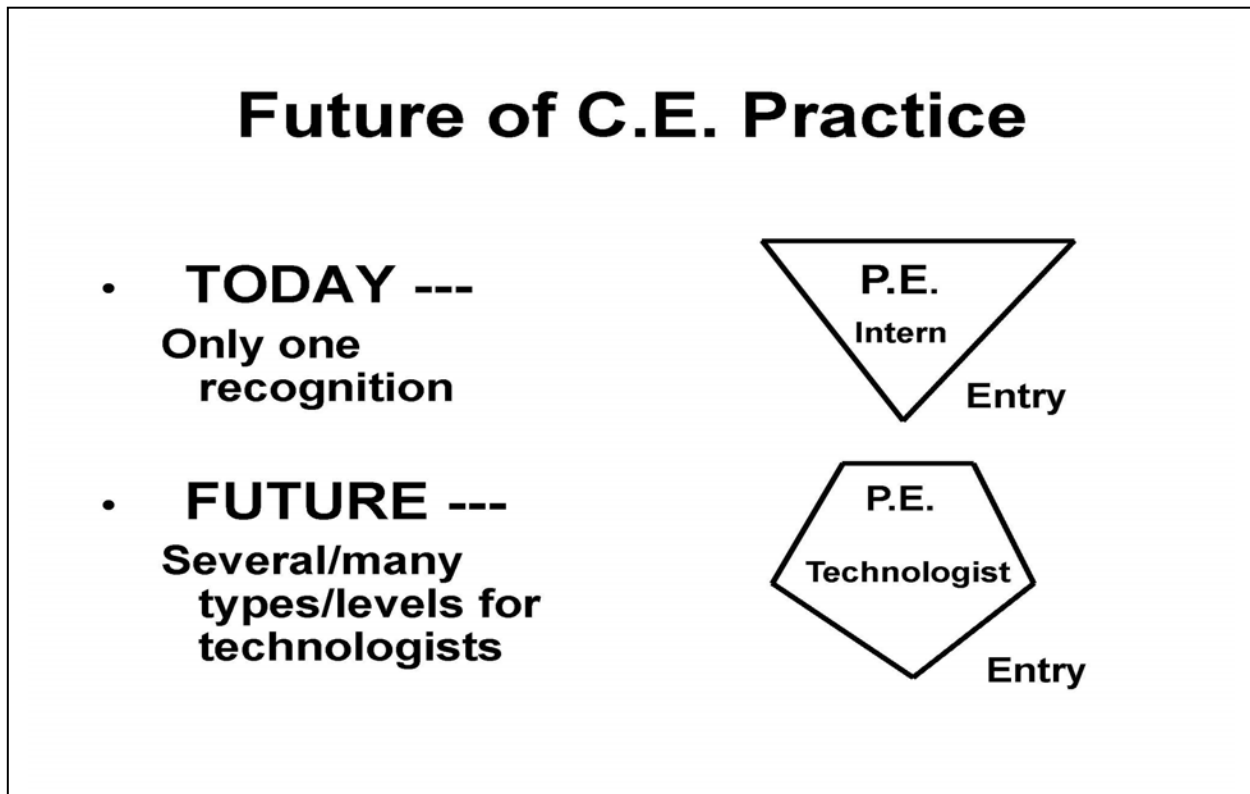 Future of C.E. Practice
• TODAY ---
Only one
recognition
P.E.
Intern
Entry
• FUTURE ---
Several/many
types/levels for
technologists
P.E.
Technologist
Entry